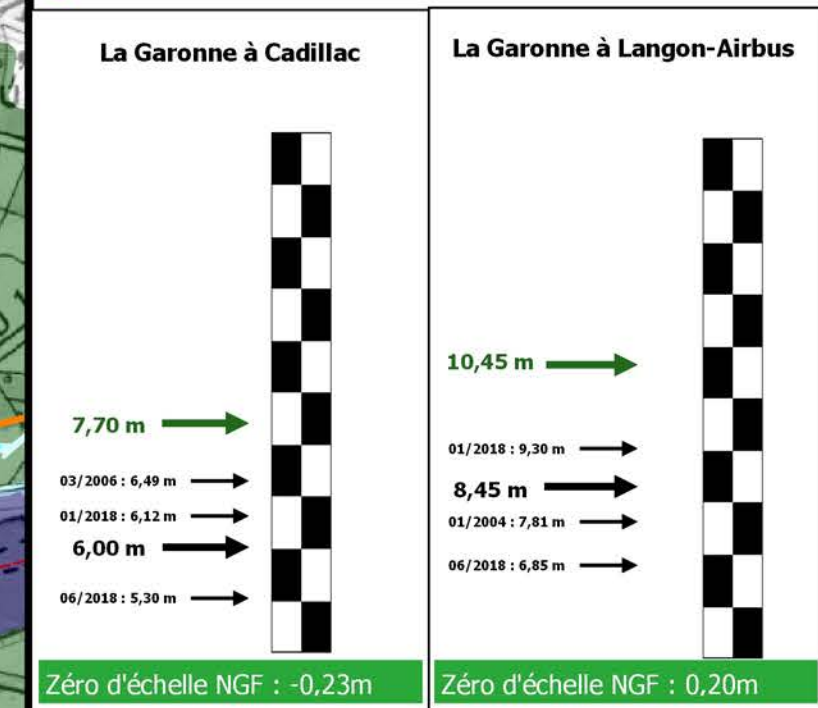 La Garonne à Cadillac
7,70 m
03/2006 : 6,49 m
01/2018 : 6,12 m
6,00 m
06/2018 : 5,30 m
Zéro d'échelle NGF : -0,23m
La Garonne à Langon-Airbus
10,45 m
01/2018 : 9,30 m
8,45 m
01/2004 : 7,81 m
06/2018 : 6,85 m
Zéro d'échelle NGF : 0,20m